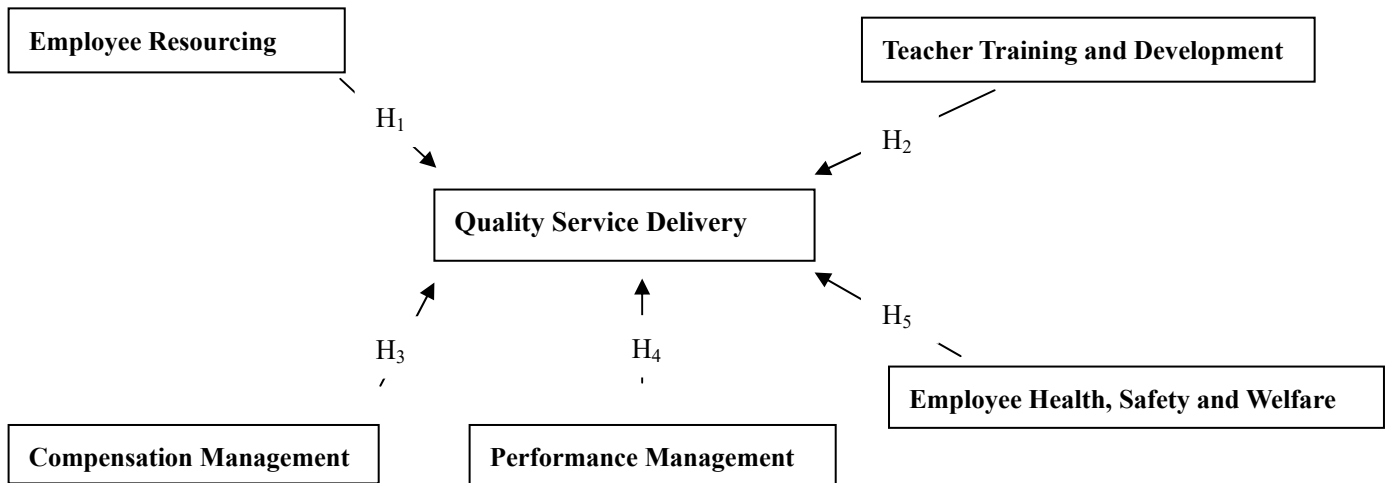 Employee Resourcing
Teacher Training and Development
H₁
H₂
Quality Service Delivery
H₅
H₃
H₄
Employee Health, Safety and Welfare
Compensation Management
Performance Management